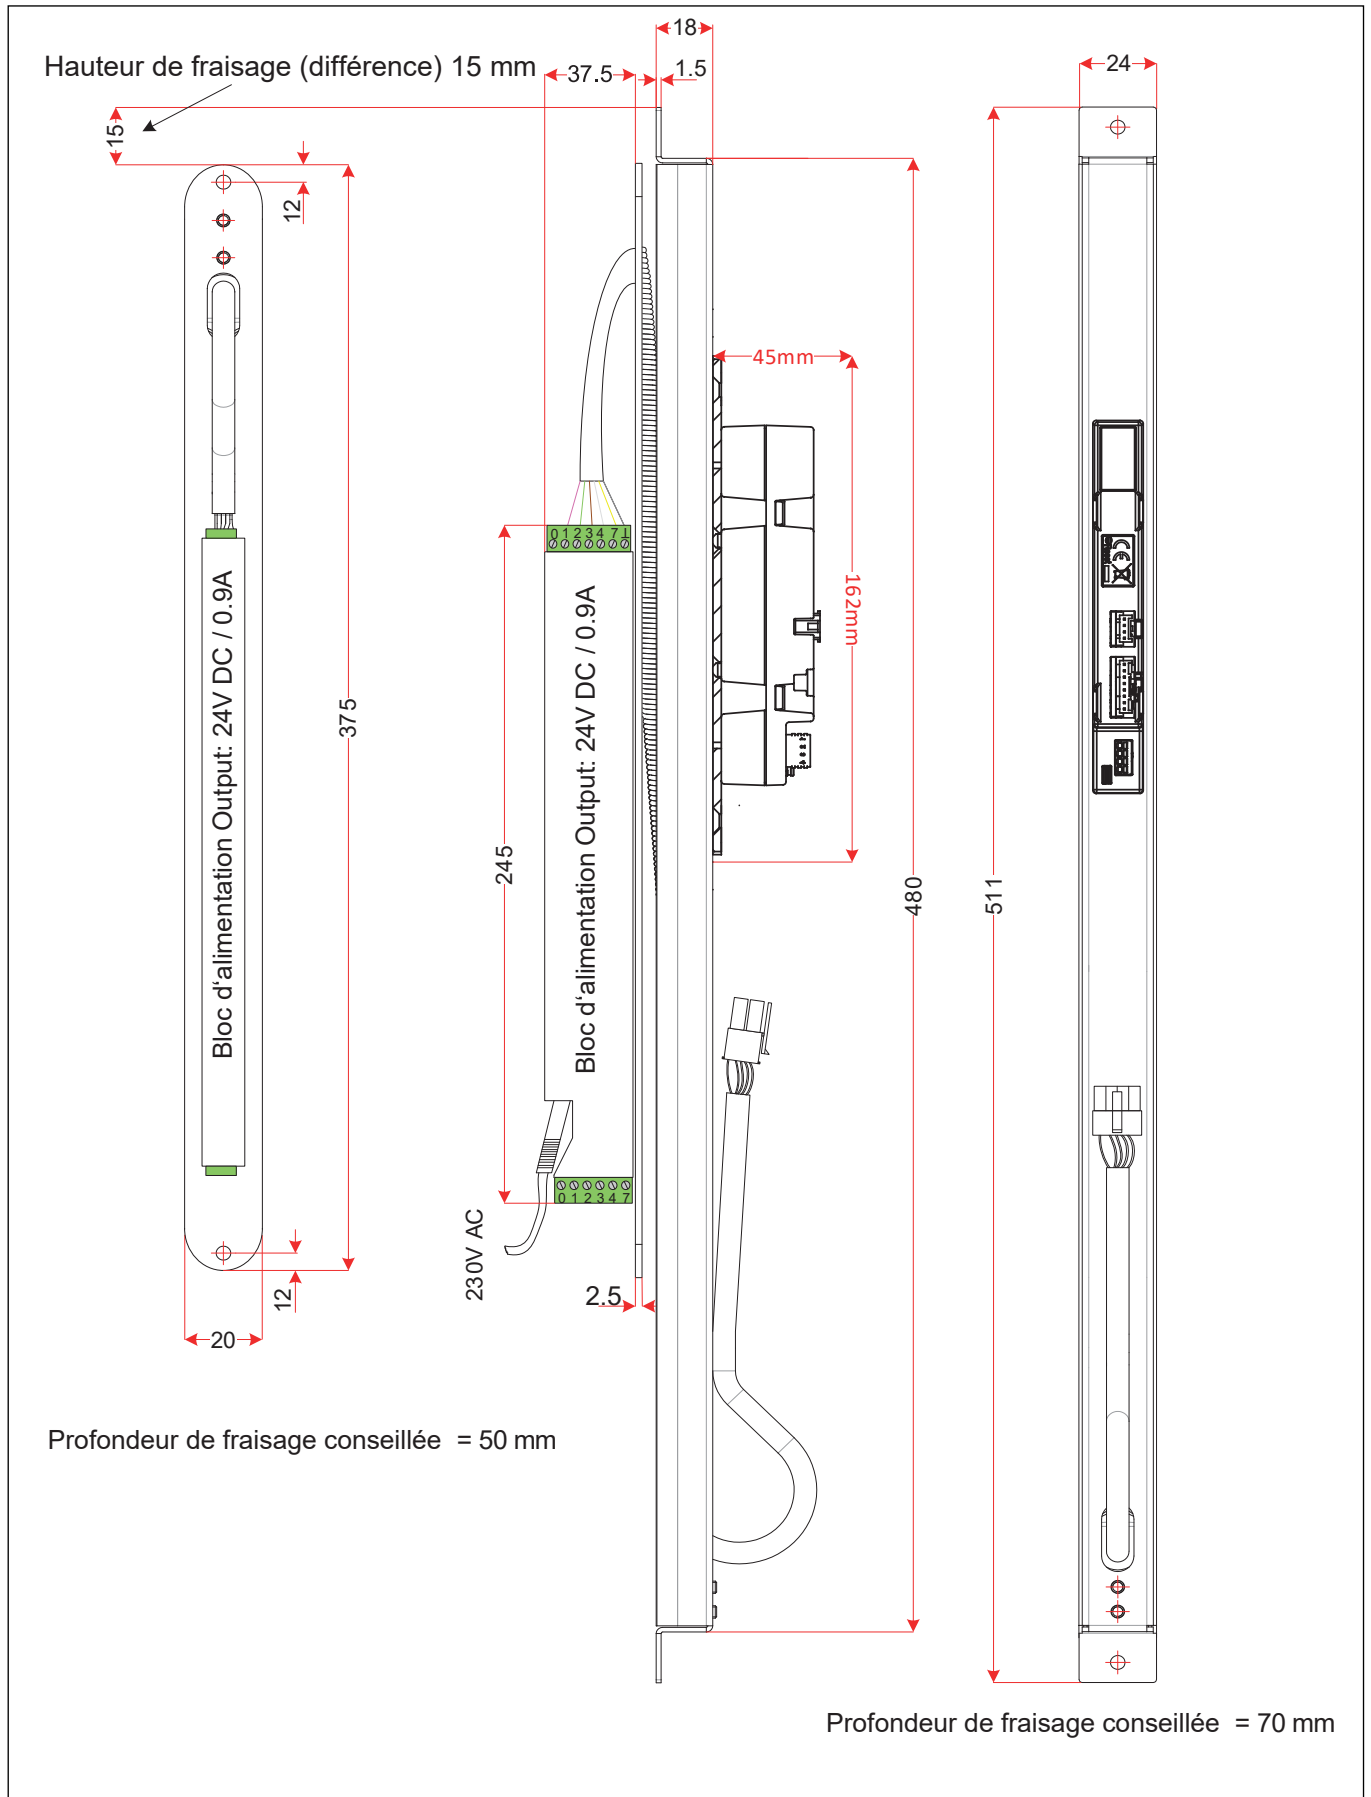 18
Hauteur de fraisage (différence) 15 mm
37.5
1.5
24
15
12
375
45mm
162mm
0 1 2 3 4 7 1
Bloc d‘alimentation Output: 24V DC / 0.9A
Bloc d‘alimentation Output: 24V DC / 0.9A
245
480
511
CE
0 1 2 3 4 7
230V AC
12
2.5
20
Profondeur de fraisage conseillée = 50 mm
Profondeur de fraisage conseillée = 70 mm